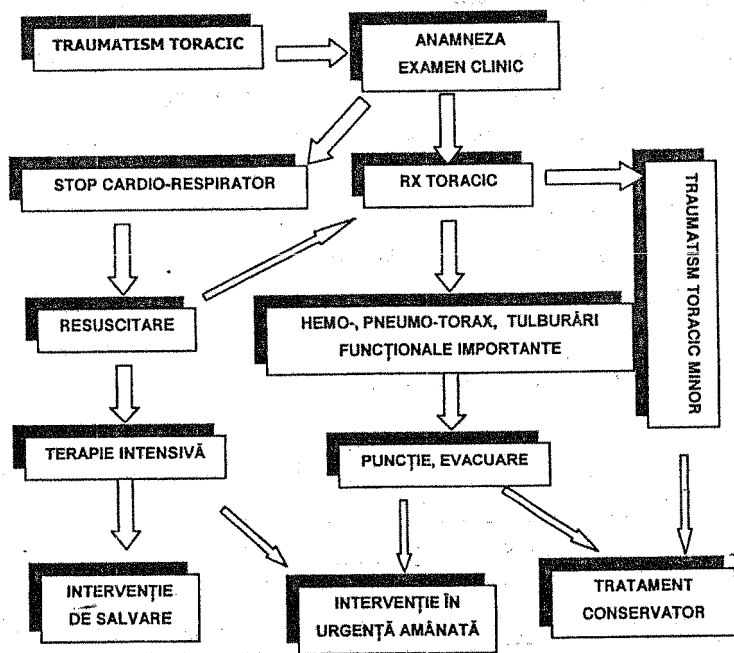 TRAUMATISM TORACIC
ANAMNEZA
EXAMEN CLINIC
STOP CARDIO-RESPIRATOR
RX TORACIC
TRAUMATISM TORACIC MINOR
RESUSCITARE
HEMO-, PNEUMO-TORAX, TULBURĂRI
FUNCȚIONALE IMPORTANTE
TERAPIE INTENSIVĂ
PUNCȚIE, EVACUARE
INTERVENȚIE
DE SALVARE
INTERVENȚIE ÎN
URGENȚĂ AMÂNATĂ
TRATAMENT
CONSERVATOR